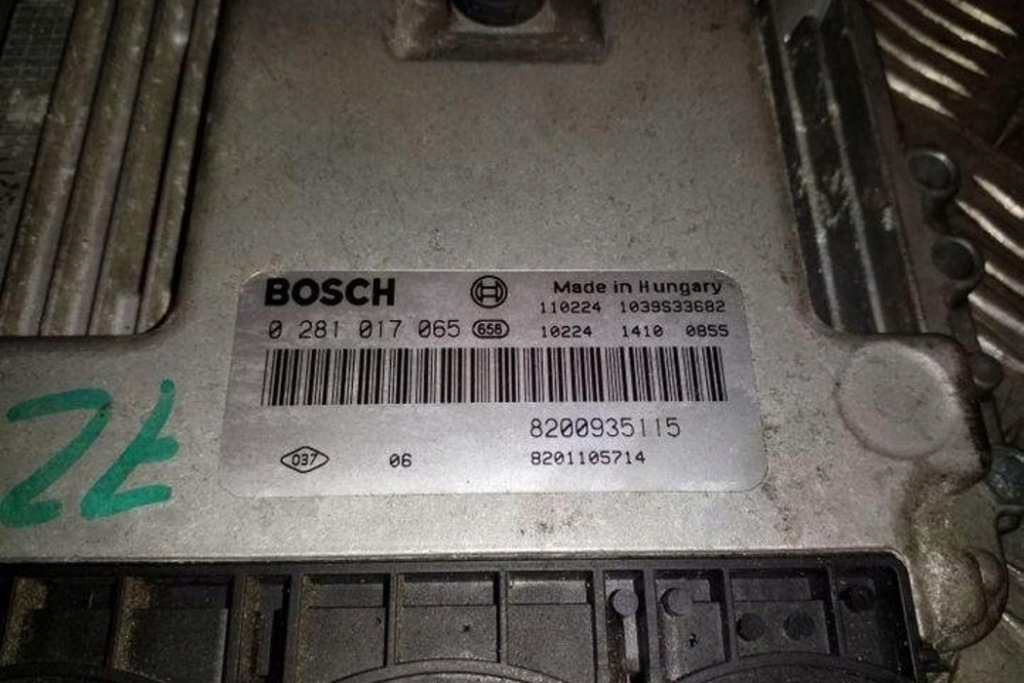 BOSCH Made in Hungary
110224 1039S33682
0 281 017 065 656 10224 1410 0855
8200935115
037 06 8201105714
72